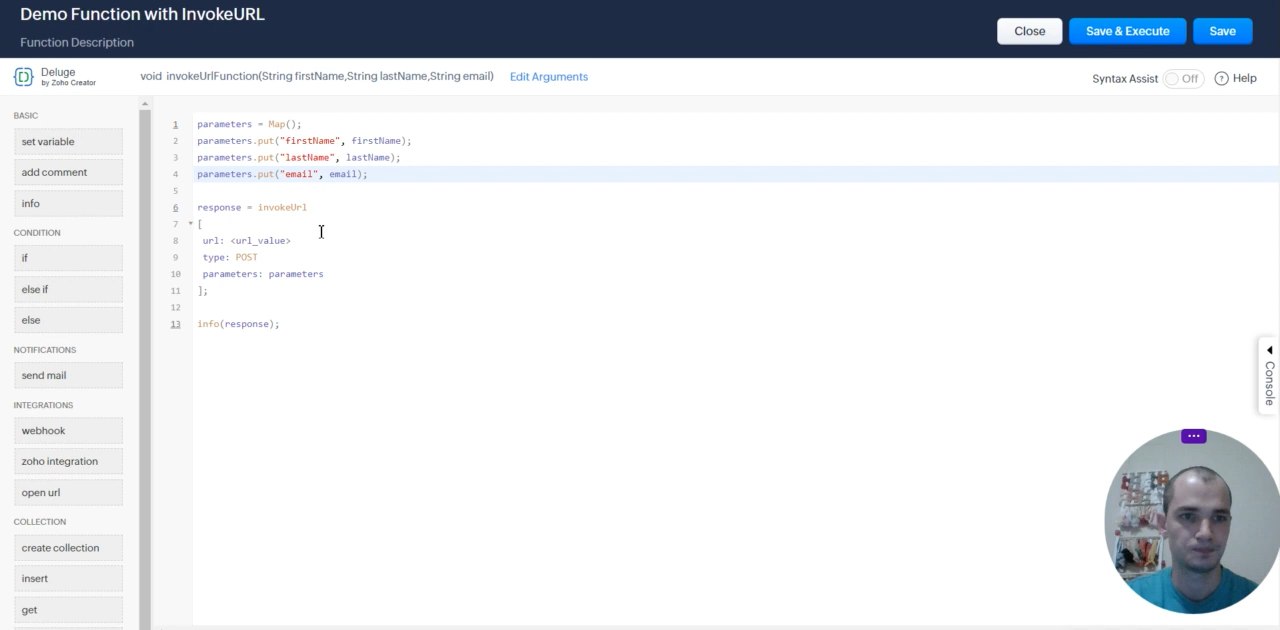 Demo Function with InvokeURL
Function Description
Close
Save & Execute
Save
Deluge
by Zoho Creator
void invokeUrlFunction(String firstName,String lastName,String email)
Edit Arguments
Syntax Assist
Off
Help
BASIC
set variable
add comment
info
CONDITION
if
else if
else
NOTIFICATIONS
send mail
INTEGRATIONS
webhook
zoho integration
open url
COLLECTION
create collection
insert
get
1 parameters = Map();
2 parameters.put("firstName", firstName);
3 parameters.put("lastName", lastName);
4 parameters.put("email", email);
5
6 response = invokeUrl
7 [
8 url: <url_value>
9 type: POST
10 parameters: parameters
11 ];
12
13 info(response);
Console